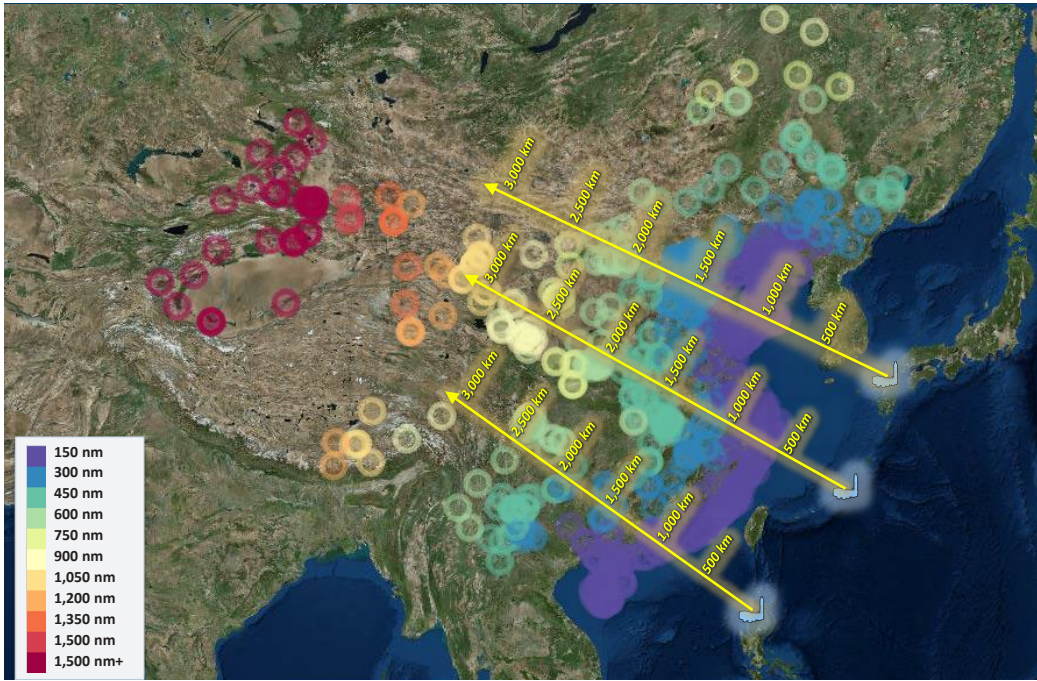 3,000 km
2,500 km
2,000 km
1,500 km
1,000 km
500 km
3,000 km
2,500 km
2,000 km
1,500 km
1,000 km
500 km
3,000 km
2,500 km
2,000 km
1,500 km
1,000 km
500 km
150 nm
300 nm
450 nm
600 nm
750 nm
900 nm
1,050 nm
1,200 nm
1,350 nm
1,500 nm
1,500 nm+